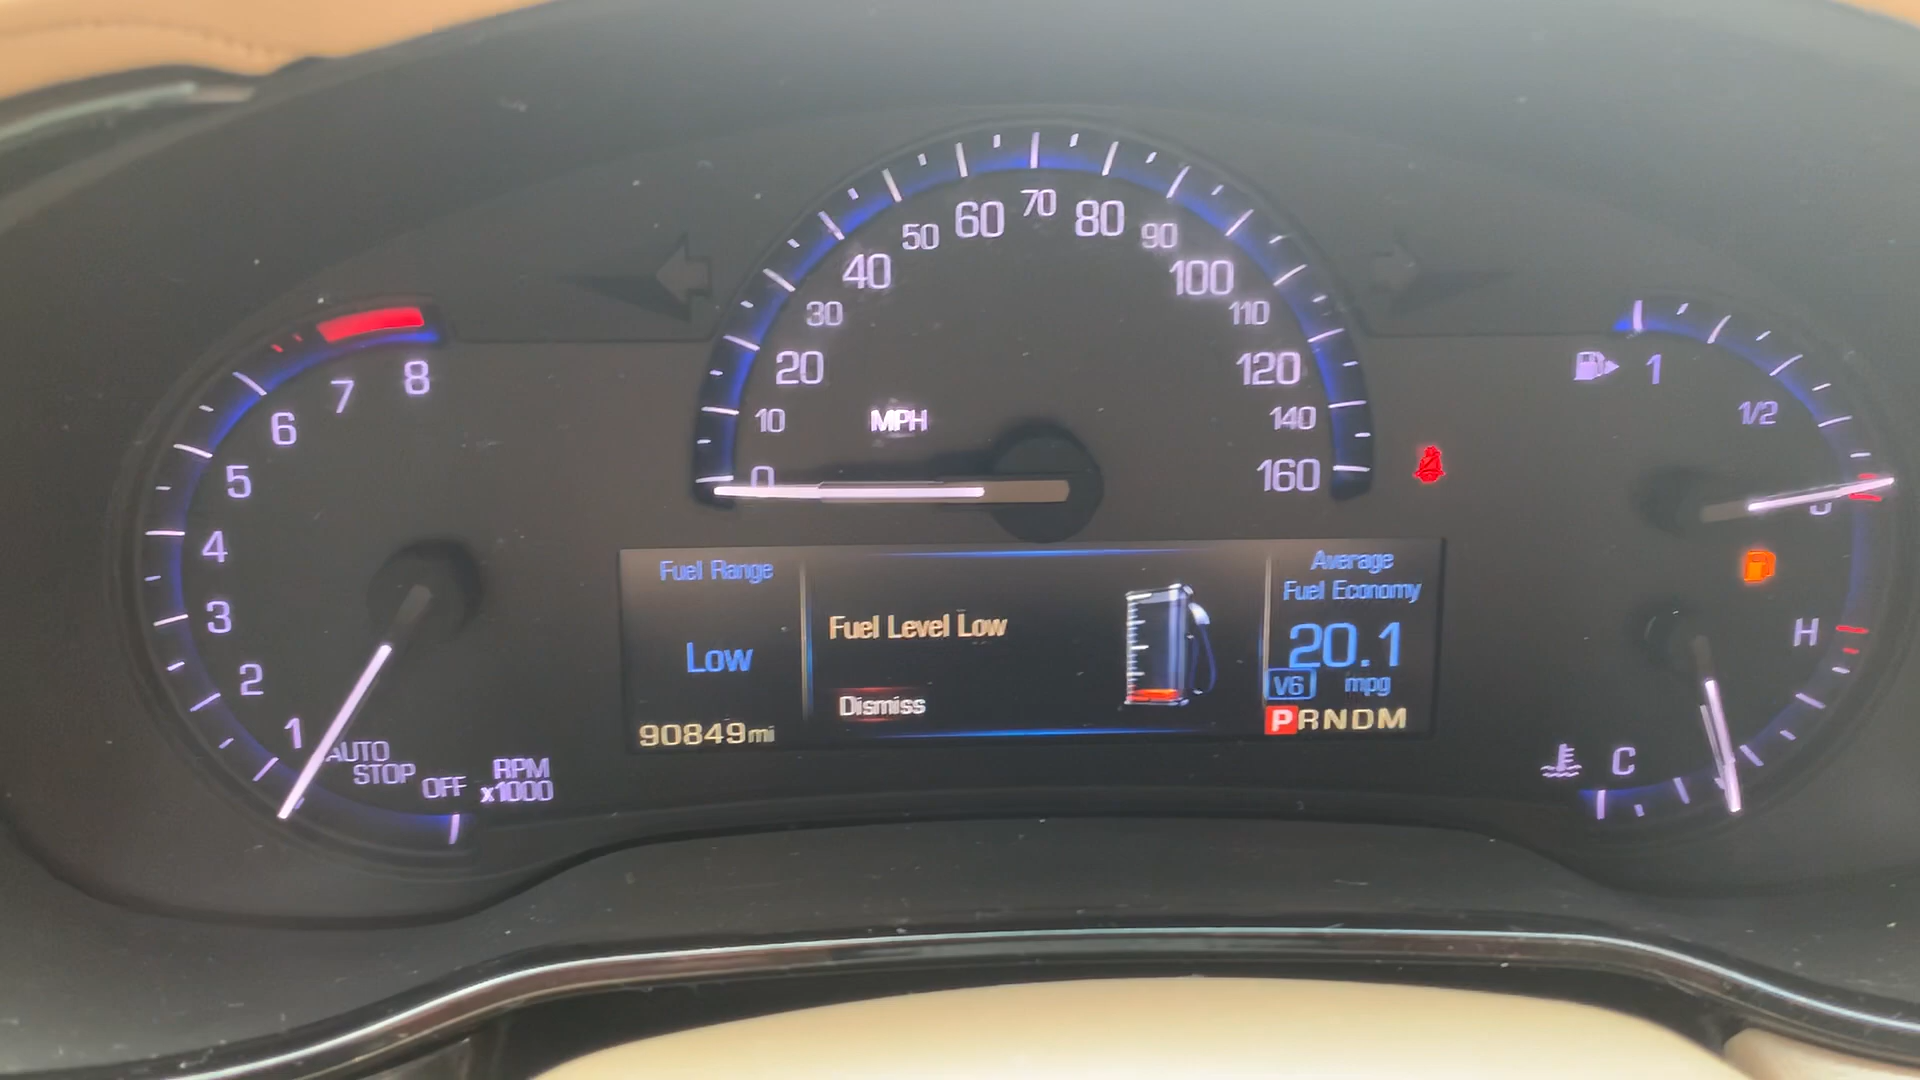 8
7
6
5
4
3
2
1
AUTO
STOP
OFF
RPM
x1000
0
10
20
30
40
50
60
70
80
90
100
110
120
140
160
MPH
1
1/2
H
C
Fuel Range
Low
90849mi
Fuel Level Low
Dismiss
Average
Fuel Economy
20.1
V6 mpg
PRNDM